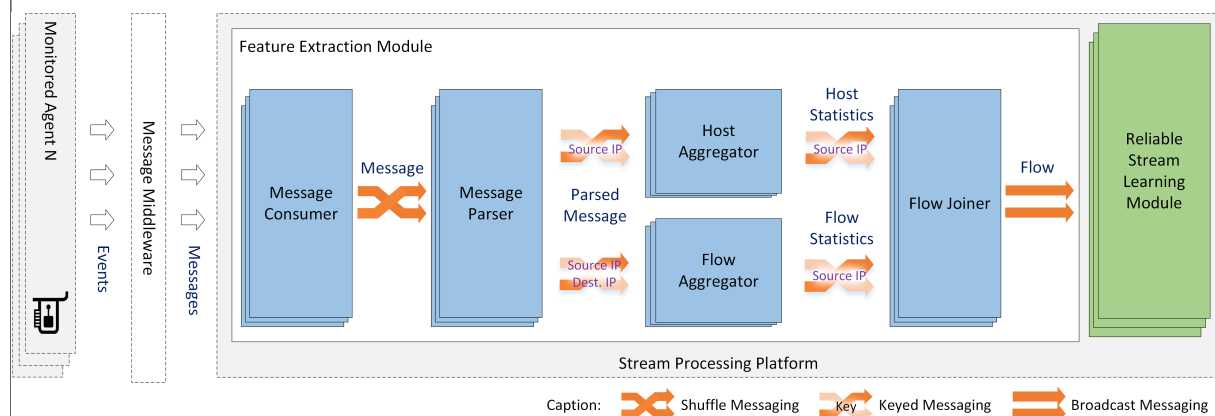 Monitored Agent N
Events
Message Middleware
Messages
Feature Extraction Module
Message
Consumer
Message
Message
Parser
Source IP
Parsed
Message
Source IP
Dest. IP
Host
Aggregator
Flow
Aggregator
Host
Statistics
Source IP
Flow
Statistics
Source IP
Flow Joiner
Flow
Reliable
Stream
Learning
Module
Stream Processing Platform
Caption:
Shuffle Messaging
Key
Keyed Messaging
Broadcast Messaging